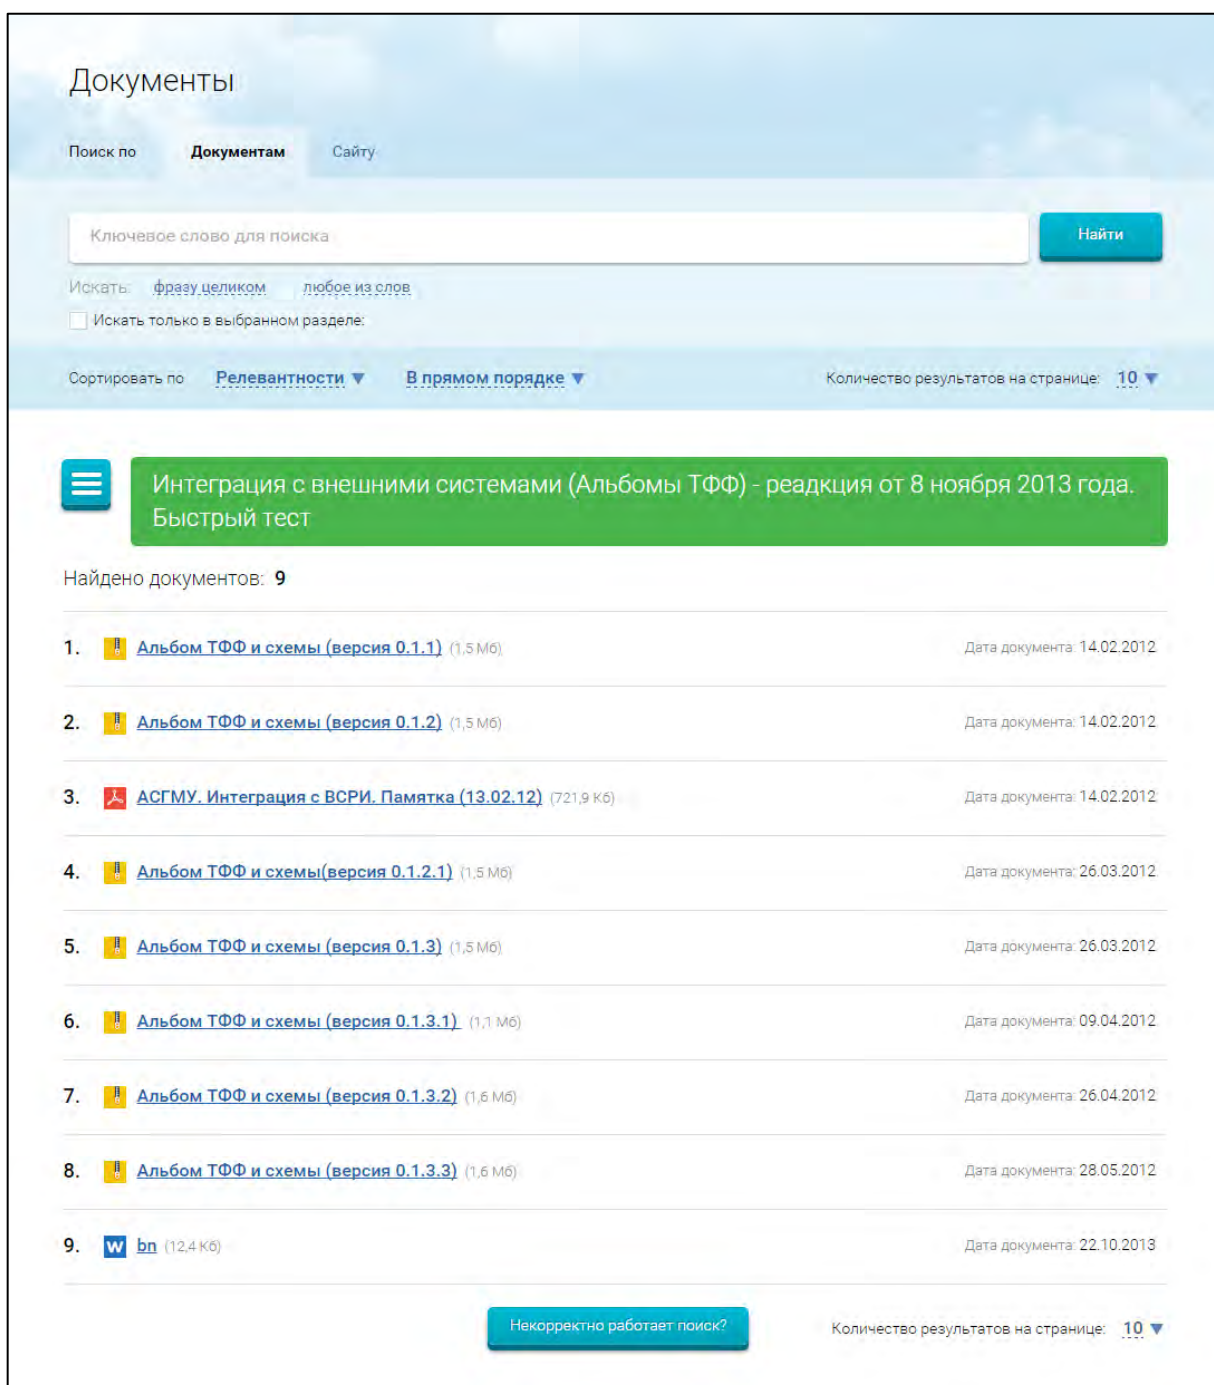 Документы
Поиск по Документам Сайту
Ключевое слово для поиска Найти
Искать: фразу целиком любое из слов
Искать только в выбранном разделе:
Сортировать по Релевантности В прямом порядке Количество результатов на странице: 10
Интеграция с внешними системами (Альбомы ТФФ) - реадкция от 8 ноября 2013 года.
Быстрый тест
Найдено документов: 9
1. Альбом ТФФ и схемы (версия 0.1.1) (1,5 Мб) Дата документа: 14.02.2012
2. Альбом ТФФ и схемы (версия 0.1.2) (1,5 Мб) Дата документа: 14.02.2012
3. АСГМУ. Интеграция с ВСРИ. Памятка (13.02.12) (721,9 Кб) Дата документа: 14.02.2012
4. Альбом ТФФ и схемы(версия 0.1.2.1) (1,5 Мб) Дата документа: 26.03.2012
5. Альбом ТФФ и схемы (версия 0.1.3) (1,5 Мб) Дата документа: 26.03.2012
6. Альбом ТФФ и схемы (версия 0.1.3.1) (1,1 Мб) Дата документа: 09.04.2012
7. Альбом ТФФ и схемы (версия 0.1.3.2) (1,6 Мб) Дата документа: 26.04.2012
8. Альбом ТФФ и схемы (версия 0.1.3.3) (1,6 Мб) Дата документа: 28.05.2012
9. W bn (12,4 Кб) Дата документа: 22.10.2013
Некорректно работает поиск? Количество результатов на странице: 10